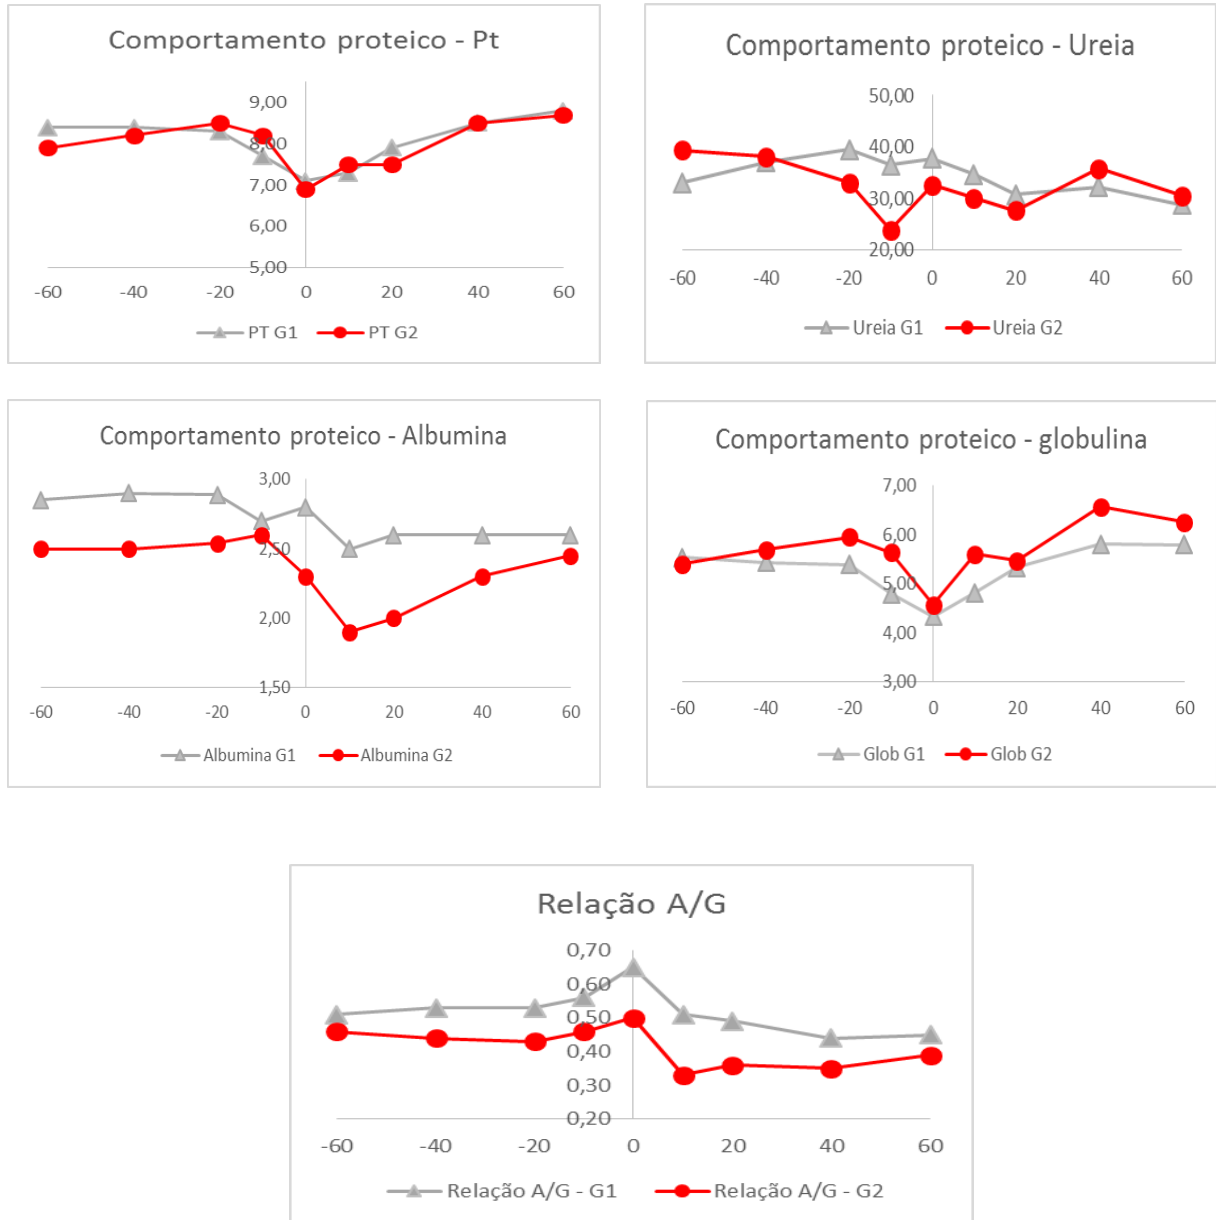 Comportamento proteico - Pt
9,00
8,00
7,00
6,00
5,00
-60 -40 -20 0 20 40 60
PT G1 PT G2
Comportamento proteico - Ureia
50,00
40,00
30,00
20,00
-60 -40 -20 0 20 40 60
Ureia G1 Ureia G2
Comportamento proteico - Albumina
3,00
2,50
2,00
1,50
-60 -40 -20 0 20 40 60
Albumina G1 Albumina G2
Comportamento proteico - globulina
7,00
6,00
5,00
4,00
3,00
-60 -40 -20 0 20 40 60
Glob G1 Glob G2
Relação A/G
0,70
0,60
0,50
0,40
0,30
0,20
-60 -40 -20 0 20 40 60
Relação A/G - G1 Relação A/G - G2